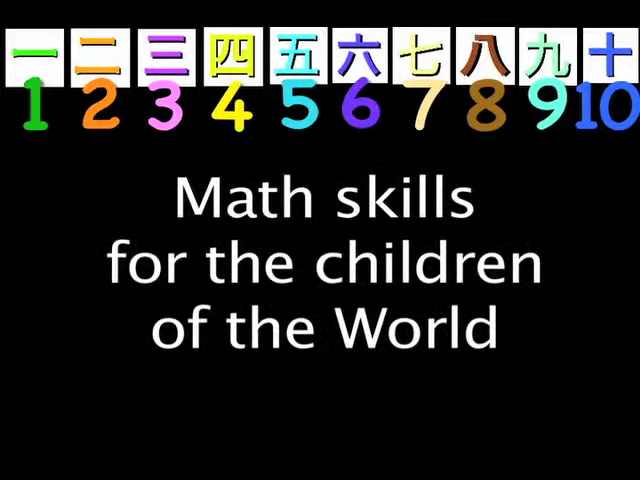 一 二 三 四 五 六 七 八 九 十
1 2 3 4 5 6 7 8 9 10
Math skills
for the children
of the World